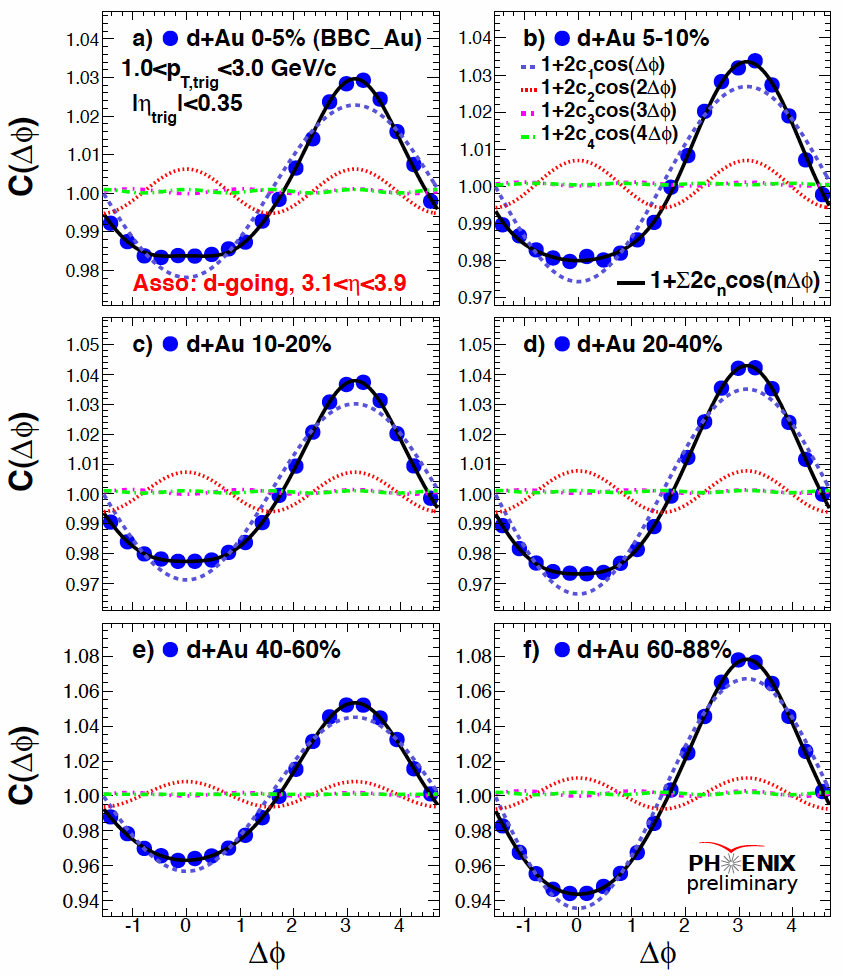 a) d+Au 0-5% (BBC_Au)
1.0<p_T,trig<3.0 GeV/c
|η_trig|<0.35
Asso: d-going, 3.1<η<3.9
C(Δϕ)
1.04
1.03
1.02
1.01
1.00
0.99
0.98
b) d+Au 5-10%
1+2c_1cos(Δϕ)
1+2c_2cos(2Δϕ)
1+2c_3cos(3Δϕ)
1+2c_4cos(4Δϕ)
1+Σ2c_ncos(nΔϕ)
1.04
1.03
1.02
1.01
1.00
0.99
0.98
0.97
c) d+Au 10-20%
C(Δϕ)
1.05
1.04
1.03
1.02
1.01
1.00
0.99
0.98
0.97
d) d+Au 20-40%
1.05
1.04
1.03
1.02
1.01
1.00
0.99
0.98
0.97
e) d+Au 40-60%
C(Δϕ)
1.08
1.06
1.04
1.02
1.00
0.98
0.96
0.94
-1 0 1 2 3 4
Δϕ
f) d+Au 60-88%
1.08
1.06
1.04
1.02
1.00
0.98
0.96
0.94
PHENIX
preliminary
-1 0 1 2 3 4
Δϕ